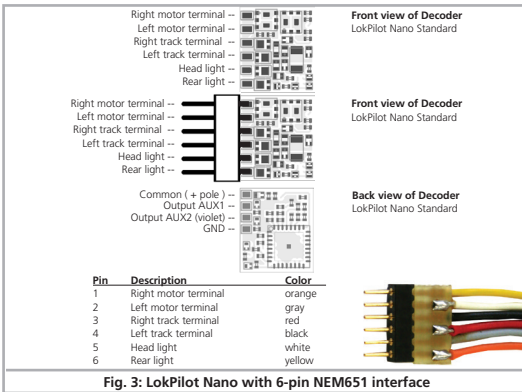 Right motor terminal --
Left motor terminal --
Right track terminal --
Left track terminal --
Head light --
Rear light --
Front view of Decoder
LokPilot Nano Standard
Right motor terminal --
Left motor terminal --
Right track terminal --
Left track terminal --
Head light --
Rear light --
Front view of Decoder
LokPilot Nano Standard
Common ( + pole ) --
Output AUX1 --
Output AUX2 (violet) --
GND --
Back view of Decoder
LokPilot Nano Standard
Pin Description Color
1 Right motor terminal orange
2 Left motor terminal gray
3 Right track terminal red
4 Left track terminal black
5 Head light white
6 Rear light yellow
Fig. 3: LokPilot Nano with 6-pin NEM651 interface